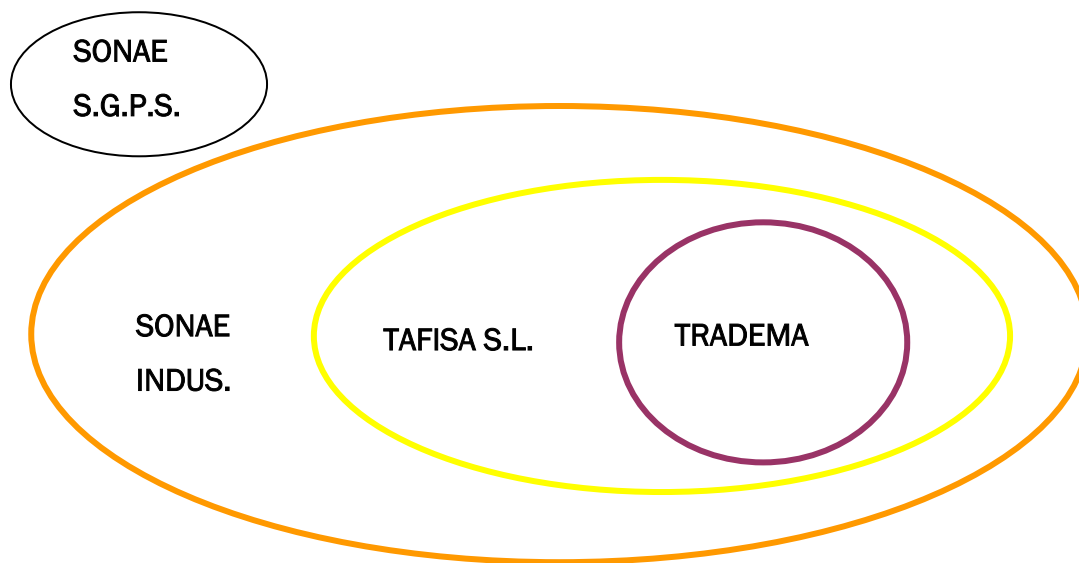 SONAE
S.G.P.S.
SONAE
INDUS.
TAFISA S.L.
TRADEMA